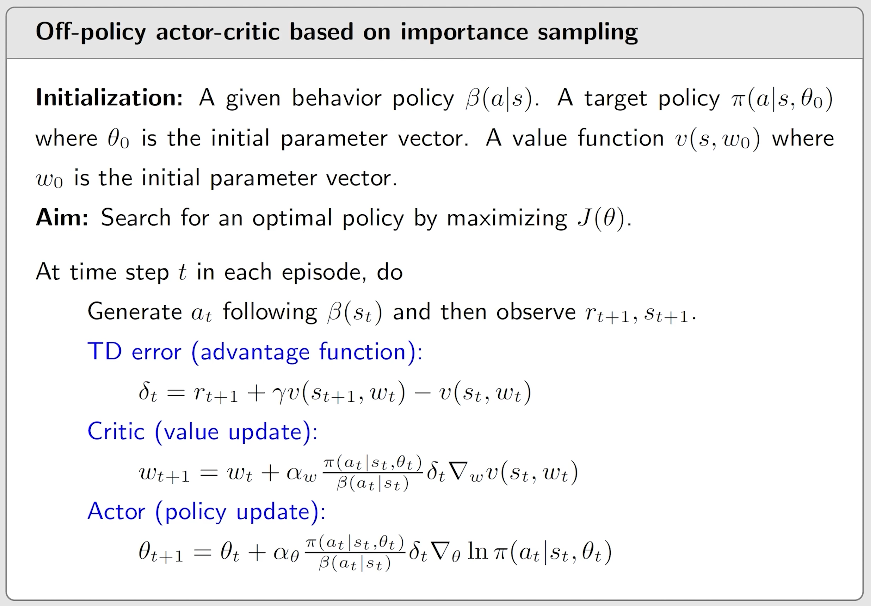 Off-policy actor-critic based on importance sampling
Initialization: A given behavior policy β(a|s). A target policy π(a|s, θ₀)
where θ₀ is the initial parameter vector. A value function v(s, w₀) where
w₀ is the initial parameter vector.
Aim: Search for an optimal policy by maximizing J(θ).
At time step t in each episode, do
Generate aₜ following β(sₜ) and then observe rₜ₊₁, sₜ₊₁.
TD error (advantage function):
δₜ = rₜ₊₁ + γv(sₜ₊₁, wₜ) − v(sₜ, wₜ)
Critic (value update):
wₜ₊₁ = wₜ + α_w π(aₜ|sₜ,θₜ)/β(aₜ|sₜ) δₜ∇_w v(sₜ, wₜ)
Actor (policy update):
θₜ₊₁ = θₜ + α_θ π(aₜ|sₜ,θₜ)/β(aₜ|sₜ) δₜ∇_θ ln π(aₜ|sₜ, θₜ)